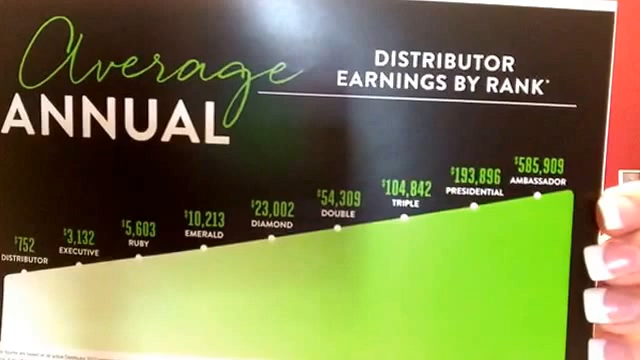 Average
ANNUAL
DISTRIBUTOR
EARNINGS BY RANK*
$752
DISTRIBUTOR
$3,132
EXECUTIVE
$5,603
RUBY
$10,213
EMERALD
$23,002
DIAMOND
$54,309
DOUBLE
$104,842
TRIPLE
$193,896
PRESIDENTIAL
$585,909
AMBASSADOR